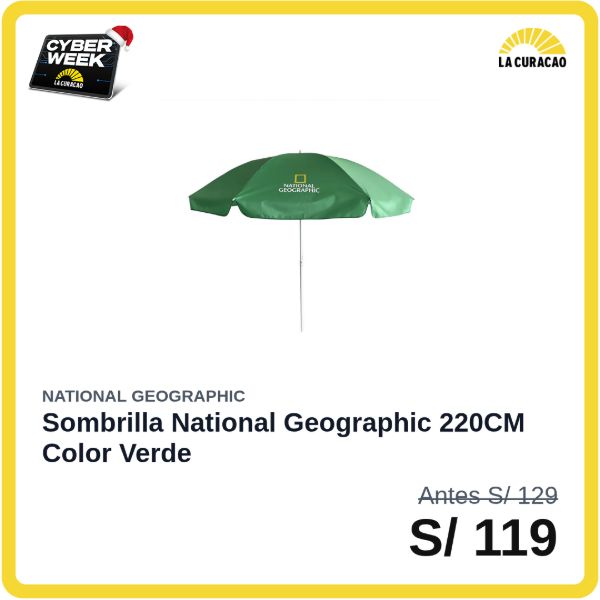 CYBER
WEEK
LA CURACAO
LA CURACAO
NATIONAL
GEOGRAPHIC
NATIONAL GEOGRAPHIC
Sombrilla National Geographic 220CM
Color Verde
Antes S/ 129
S/ 119